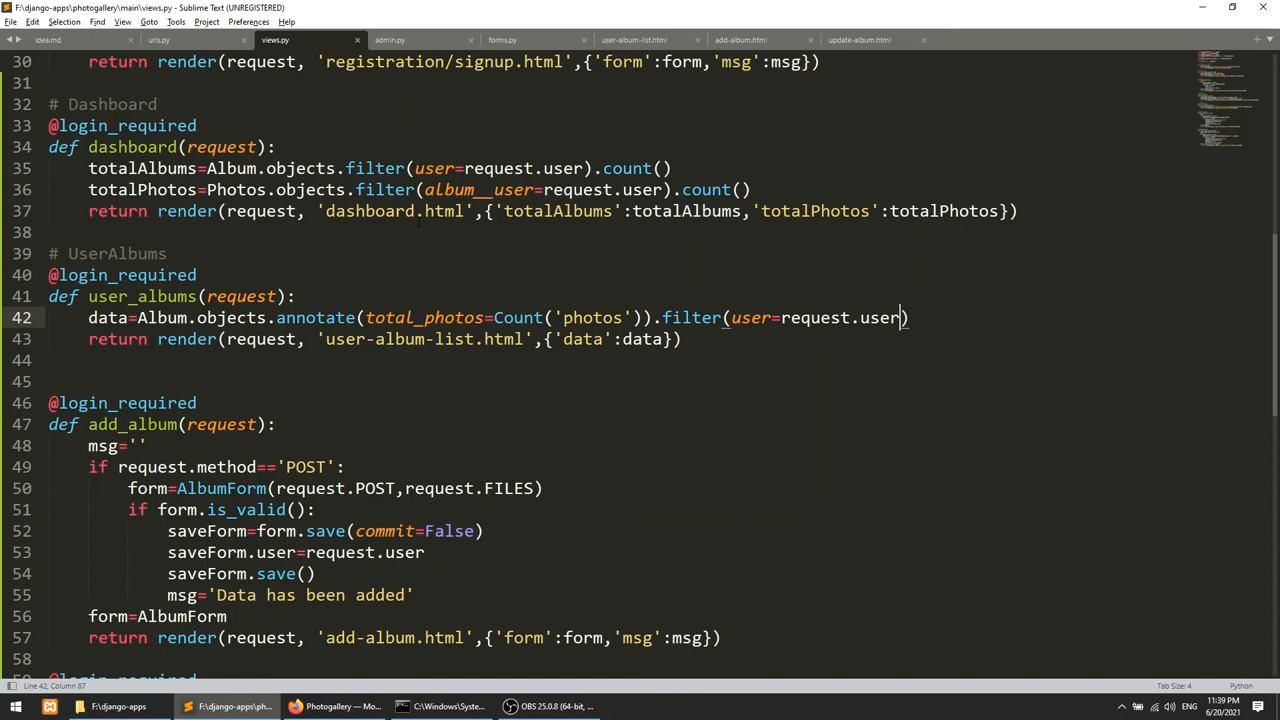 F:\django-apps\photogallery\main\views.py - Sublime Text (UNREGISTERED)
File Edit Selection Find View Goto Tools Project Preferences Help
idea.md urls.py views.py admin.py forms.py user-album-list.html add-album.html update-album.html
30 return render(request, 'registration/signup.html',{'form':form,'msg':msg})
31
32 # Dashboard
33 @login_required
34 def dashboard(request):
35 totalAlbums=Album.objects.filter(user=request.user).count()
36 totalPhotos=Photos.objects.filter(album__user=request.user).count()
37 return render(request, 'dashboard.html',{'totalAlbums':totalAlbums,'totalPhotos':totalPhotos})
38
39 # UserAlbums
40 @login_required
41 def user_albums(request):
42 data=Album.objects.annotate(total_photos=Count('photos')).filter(user=request.user)
43 return render(request, 'user-album-list.html',{'data':data})
44
45
46 @login_required
47 def add_album(request):
48 msg=''
49 if request.method=='POST':
50 form=AlbumForm(request.POST,request.FILES)
51 if form.is_valid():
52 saveForm=form.save(commit=False)
53 saveForm.user=request.user
54 saveForm.save()
55 msg='Data has been added'
56 form=AlbumForm
57 return render(request, 'add-album.html',{'form':form,'msg':msg})
58
Line 42, Column 87 Tab Size: 4 Python
F:\django-apps F:\django-apps\ph... Photogallery — Mo... C:\Windows\Syste... OBS 25.0.8 (64-bit, ... ENG 11:39 PM
6/20/2021